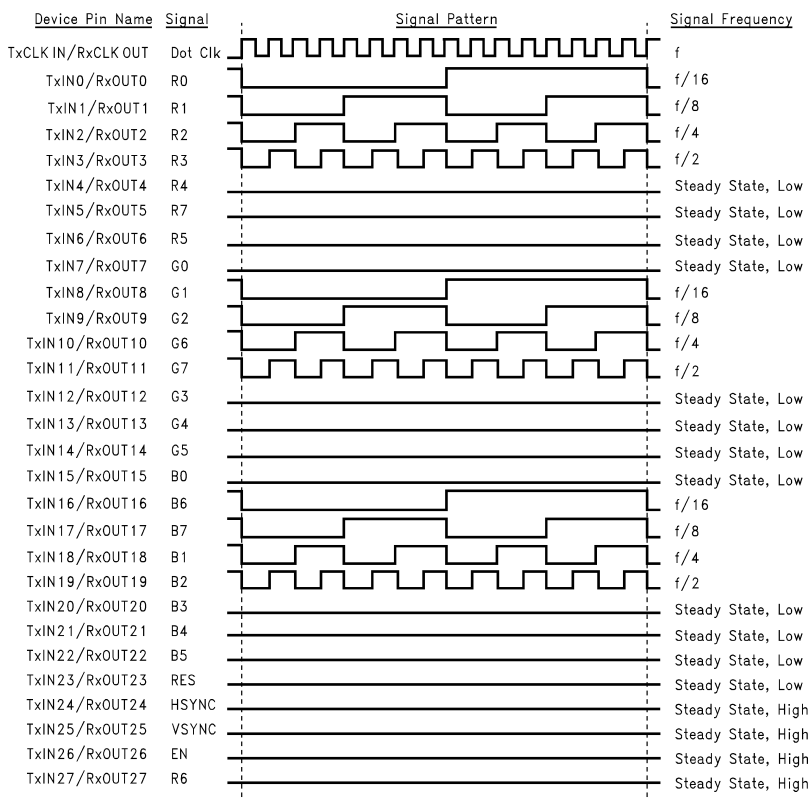 Device Pin Name Signal Signal Pattern Signal Frequency
TxCLK IN/RxCLK OUT Dot Clk f
TxIN0/RxOUT0 R0 f/16
TxIN1/RxOUT1 R1 f/8
TxIN2/RxOUT2 R2 f/4
TxIN3/RxOUT3 R3 f/2
TxIN4/RxOUT4 R4 Steady State, Low
TxIN5/RxOUT5 R7 Steady State, Low
TxIN6/RxOUT6 R5 Steady State, Low
TxIN7/RxOUT7 G0 Steady State, Low
TxIN8/RxOUT8 G1 f/16
TxIN9/RxOUT9 G2 f/8
TxIN10/RxOUT10 G6 f/4
TxIN11/RxOUT11 G7 f/2
TxIN12/RxOUT12 G3 Steady State, Low
TxIN13/RxOUT13 G4 Steady State, Low
TxIN14/RxOUT14 G5 Steady State, Low
TxIN15/RxOUT15 B0 Steady State, Low
TxIN16/RxOUT16 B6 f/16
TxIN17/RxOUT17 B7 f/8
TxIN18/RxOUT18 B1 f/4
TxIN19/RxOUT19 B2 f/2
TxIN20/RxOUT20 B3 Steady State, Low
TxIN21/RxOUT21 B4 Steady State, Low
TxIN22/RxOUT22 B5 Steady State, Low
TxIN23/RxOUT23 RES Steady State, Low
TxIN24/RxOUT24 HSYNC Steady State, High
TxIN25/RxOUT25 VSYNC Steady State, High
TxIN26/RxOUT26 EN Steady State, High
TxIN27/RxOUT27 R6 Steady State, High